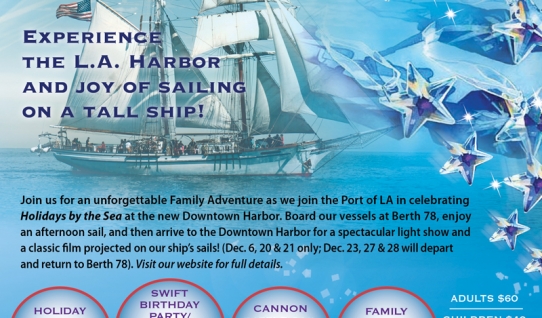 EXPERIENCE
THE L.A. HARBOR
AND JOY OF SAILING
ON A TALL SHIP!
Join us for an unforgettable Family Adventure as we join the Port of LA in celebrating
Holidays by the Sea at the new Downtown Harbor. Board our vessels at Berth 78, enjoy
an afternoon sail, and then arrive to the Downtown Harbor for a spectacular light show and
a classic film projected on our ship's sails! (Dec. 6, 20 & 21 only; Dec. 23, 27 & 28 will depart
and return to Berth 78). Visit our website for full details.
HOLIDAY
SWIFT
BIRTHDAY
PARTY/
CANNON
FAMILY
ADULTS $60